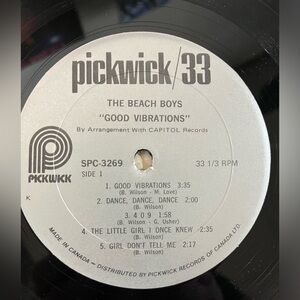 pickwick/33
THE BEACH BOYS
"GOOD VIBRATIONS"
By Arrangement With CAPITOL Records
PICKWICK
SPC-3269
33 1/3 RPM
SIDE 1
K
1. GOOD VIBRATIONS 3:35
(B. Wilson - M. Love)
2. DANCE, DANCE, DANCE 2:00
(B. Wilson)
3. 4 0 9 1:58
(B. Wilson - G. Usher)
4. THE LITTLE GIRL I ONCE KNEW 2:35
(B. Wilson)
5. GIRL DON'T TELL ME 2:17
(B. Wilson)
MADE IN CANADA - DISTRIBUTED BY PICKWICK RECORDS OF CANADA LTD.